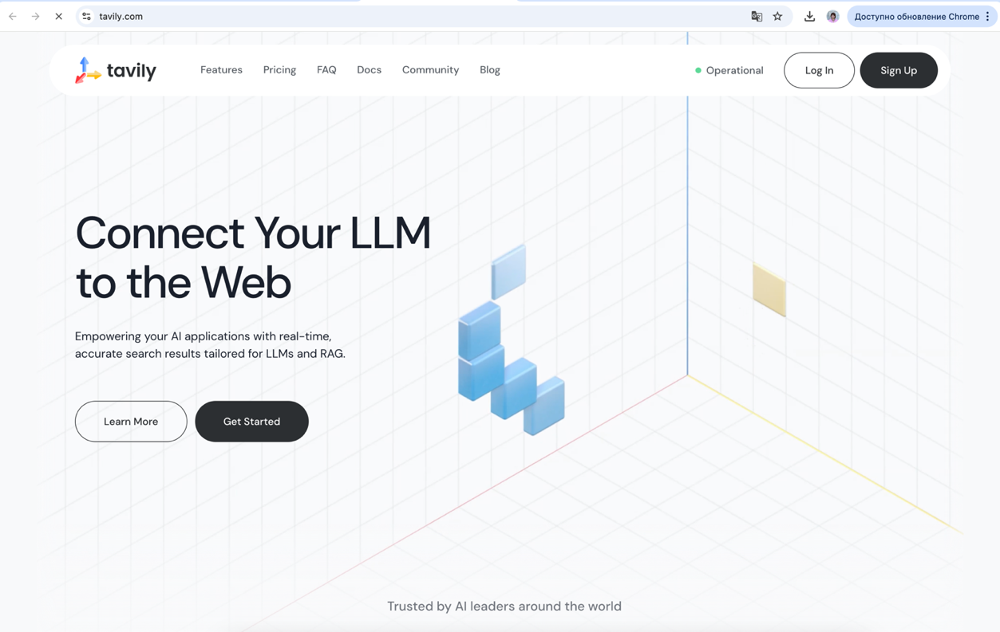 tavily.com
Доступно обновление Chrome
tavily
Features
Pricing
FAQ
Docs
Community
Blog
Operational
Log In
Sign Up
Connect Your LLM
to the Web
Empowering your AI applications with real-time,
accurate search results tailored for LLMs and RAG.
Learn More
Get Started
Trusted by AI leaders around the world